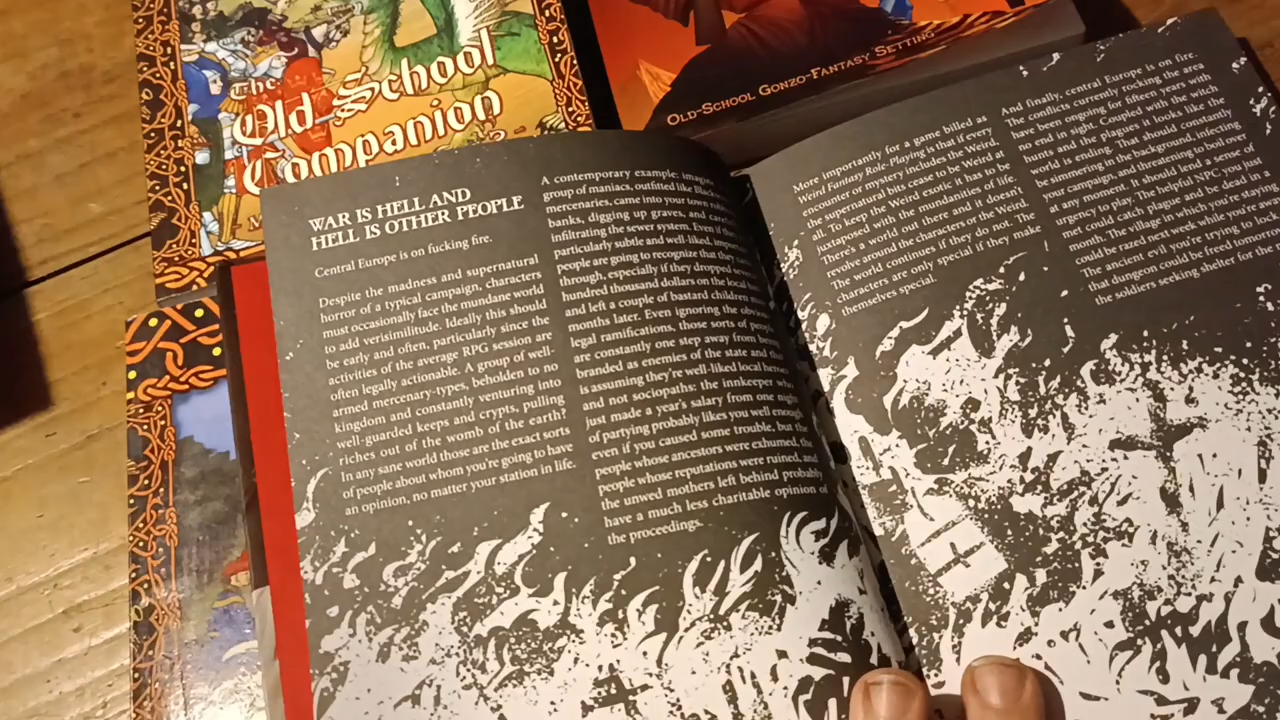 The
Old School
Companion
OLD-SCHOOL GONZO-FANTASY SETTING
WAR IS HELL AND
HELL IS OTHER PEOPLE
Central Europe is on fucking fire.
Despite the madness and supernatural
horror of a typical campaign, characters
must occasionally face the mundane world
to add verisimilitude. Ideally this should
be early and often, particularly since the
activities of the average RPG session are
often legally actionable. A group of well-
armed mercenary-types, beholden to no
kingdom and constantly venturing into
well-guarded keeps and crypts, pulling
riches out of the womb of the earth?
In any sane world those are the exact sorts
of people about whom you're going to have
an opinion, no matter your station in life.
A contemporary example:
group of maniacs, outfitted like
mercenaries, came into your town
banks, digging up graves, and
infiltrating the sewer system. Even if
particularly subtle and well-liked,
people are going to recognize that they
through, especially if they dropped
hundred thousand dollars on the local
and left a couple of bastard children
months later. Even ignoring the
legal ramifications, those sorts of people
are constantly one step away from being
branded as enemies of the state and
is assuming they're well-liked local heroes
and not sociopaths: the innkeeper who
just made a year's salary from one night
of partying probably likes you well enough
even if you caused some trouble, but the
people whose ancestors were exhumed, the
people whose reputations were ruined, and
the unwed mothers left behind probably
have a much less charitable opinion of
the proceedings.
More importantly for a game billed as
Weird Fantasy Role-Playing is that if every
encounter or mystery includes the Weird,
the supernatural bits cease to be Weird at
all. To keep the Weird exotic it has to be
juxtaposed with the mundanities of life.
There's a world out there and it doesn't
revolve around the characters or the Weird.
The world continues if they do not. The
characters are only special if they make
themselves special.
And finally, central Europe is on fire.
The conflicts currently rocking the area
have been ongoing for fifteen years with
no end in sight. Coupled with the witch
hunts and the plagues it looks like the
world is ending. That should constantly
be simmering in the background, infecting
your campaign, and threatening to boil over
at any moment. It should lend a sense of
urgency to play. The helpful NPC you just
met could catch plague and be dead in a
month. The village in which you're staying
could be razed next week while you're away.
The ancient evil you're trying to lock
that dungeon could be freed tomorrow
the soldiers seeking shelter for the